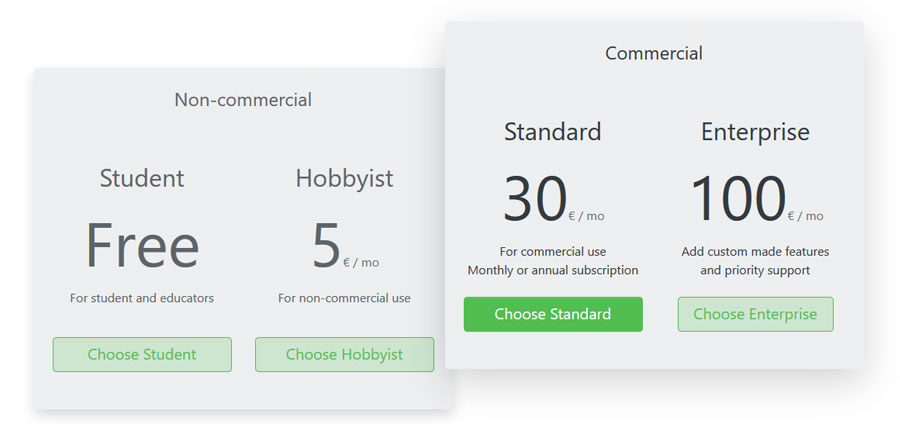 Non-commercial
Student
Free
For student and educators
Choose Student
Hobbyist
5 € / mo
For non-commercial use
Choose Hobbyist
Commercial
Standard
30 € / mo
For commercial use
Monthly or annual subscription
Choose Standard
Enterprise
100 € / mo
Add custom made features
and priority support
Choose Enterprise